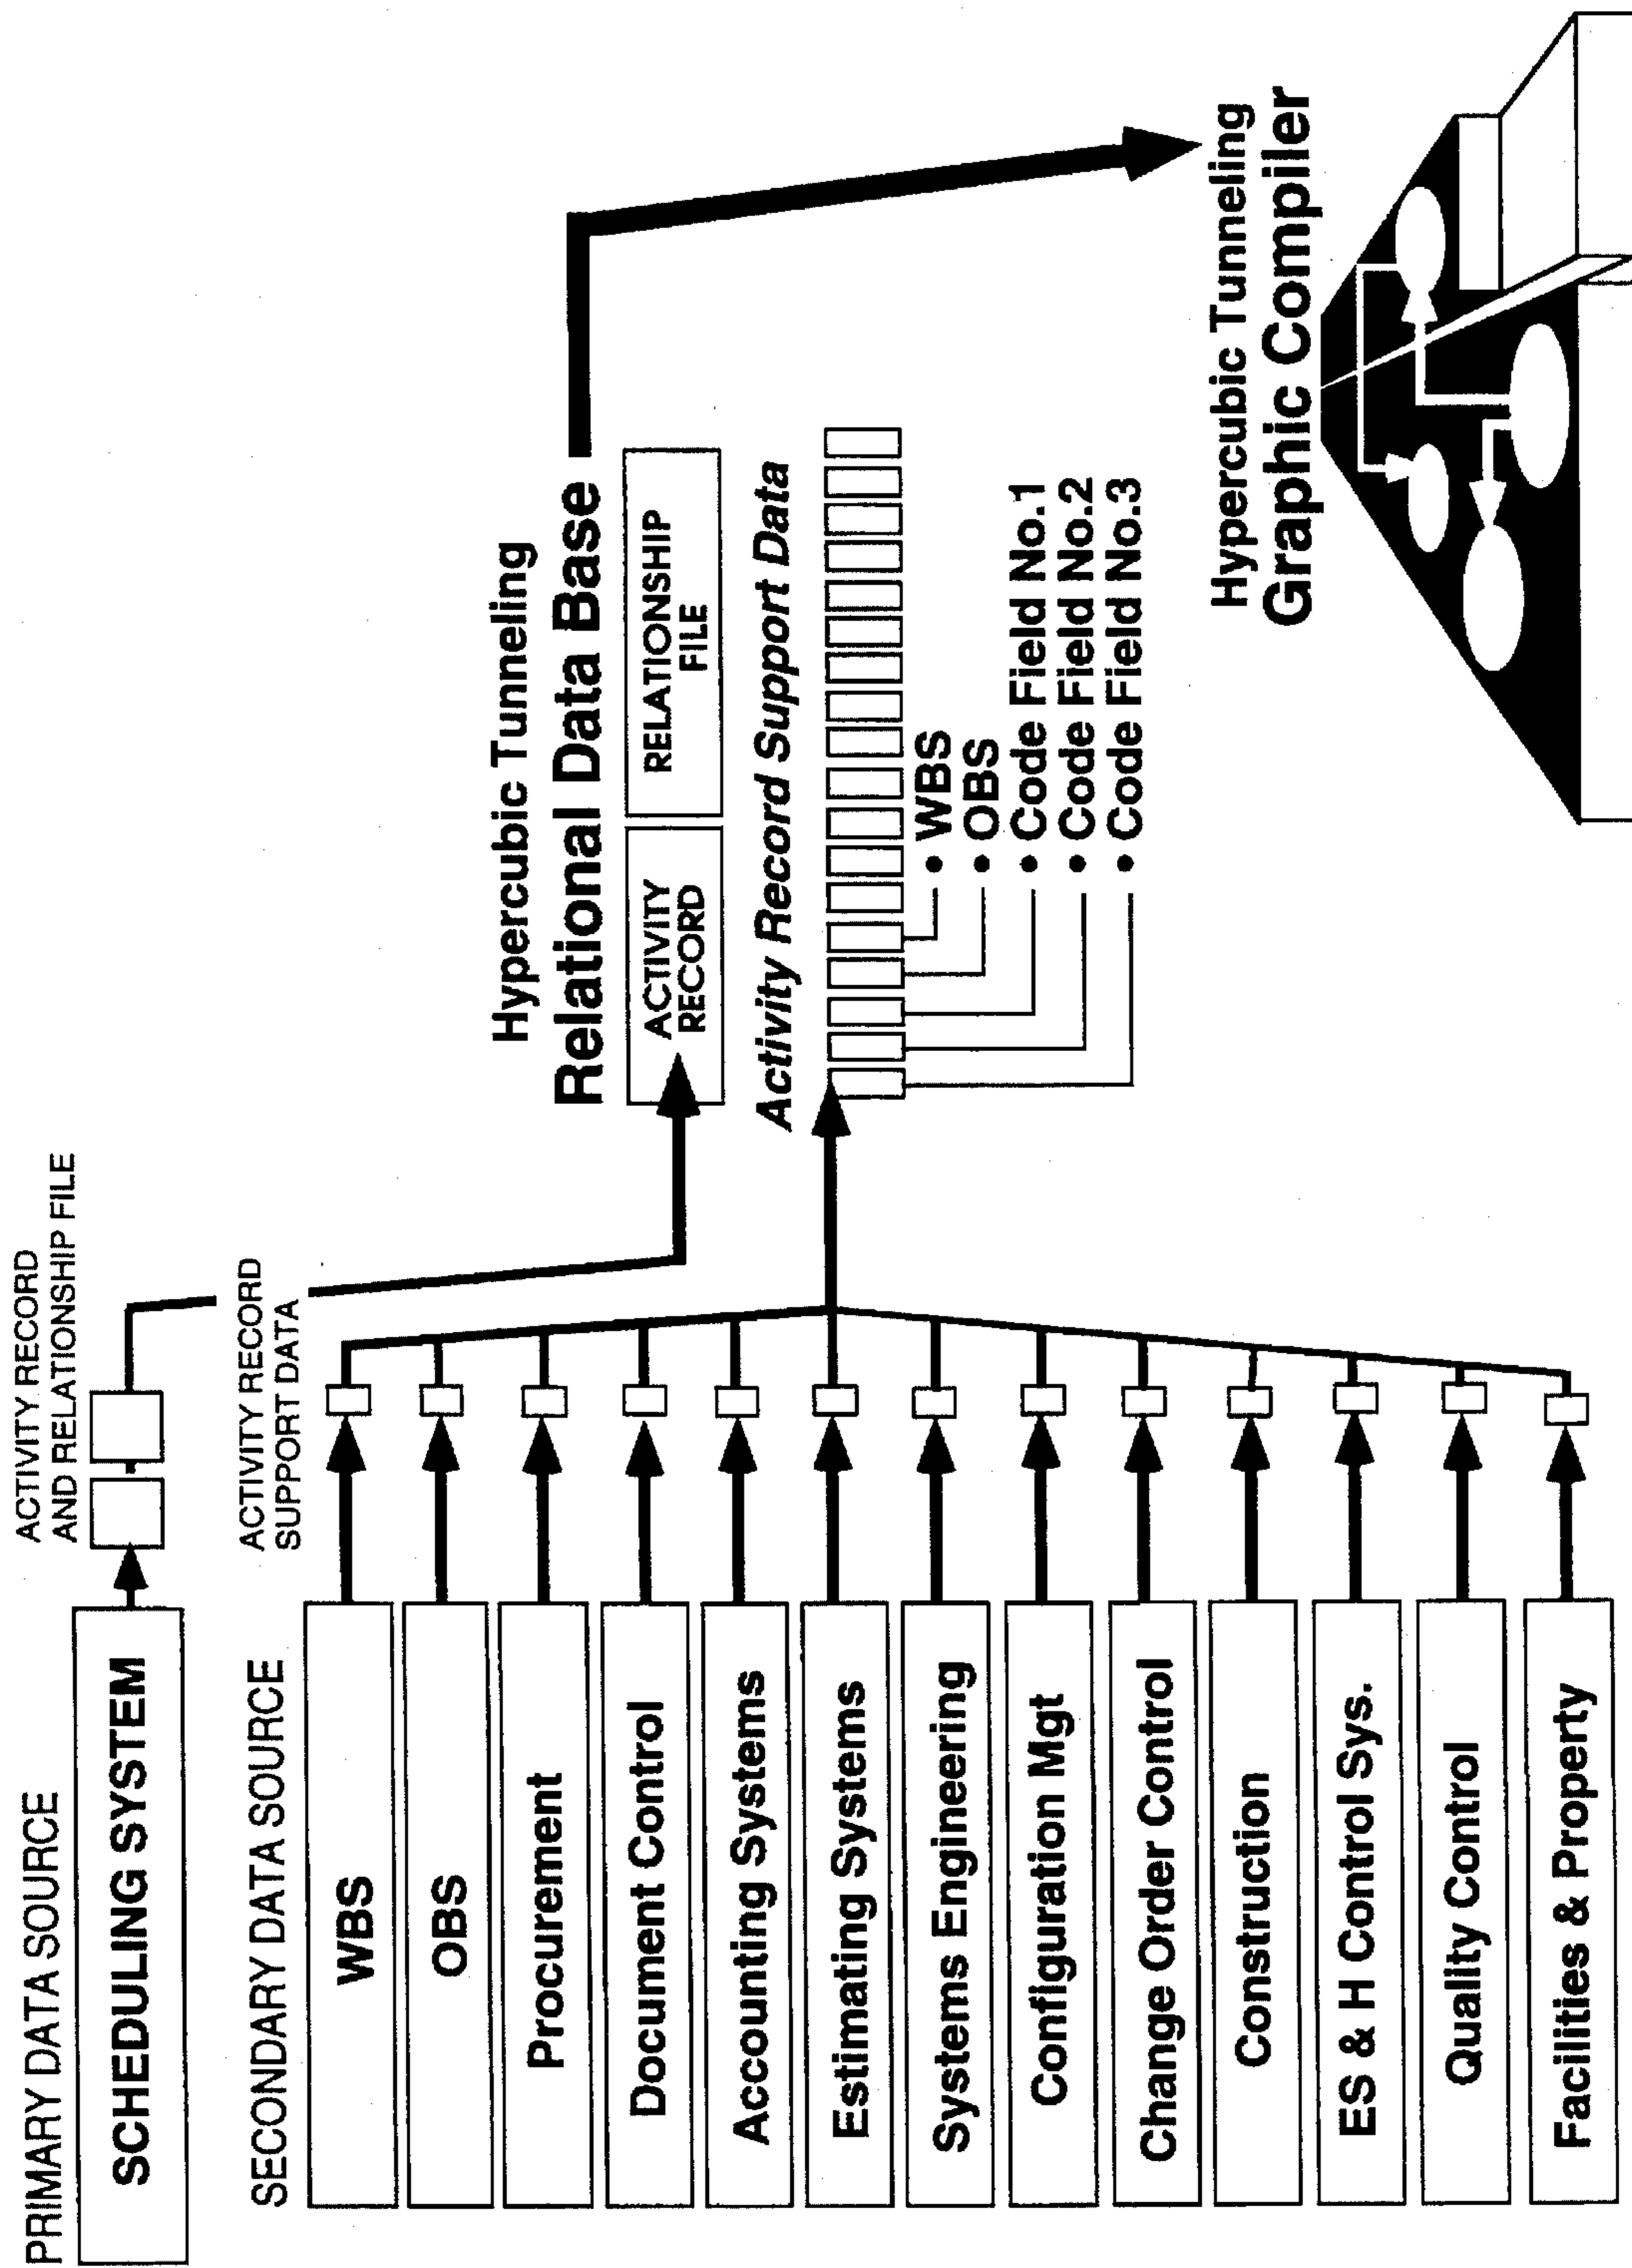 PRIMARY DATA SOURCE
SCHEDULING SYSTEM
ACTIVITY RECORD
AND RELATIONSHIP FILE
SECONDARY DATA SOURCE
ACTIVITY RECORD
SUPPORT DATA
WBS
OBS
Procurement
Document Control
Accounting Systems
Estimating Systems
Systems Engineering
Configuration Mgt
Change Order Control
Construction
ES & H Control Sys.
Quality Control
Facilities & Property
Hypercubic Tunneling
Relational Data Base
ACTIVITY
RECORD
RELATIONSHIP
FILE
Activity Record Support Data
• WBS
• OBS
• Code Field No.1
• Code Field No.2
• Code Field No.3
Hypercubic Tunneling
Graphic Compiler